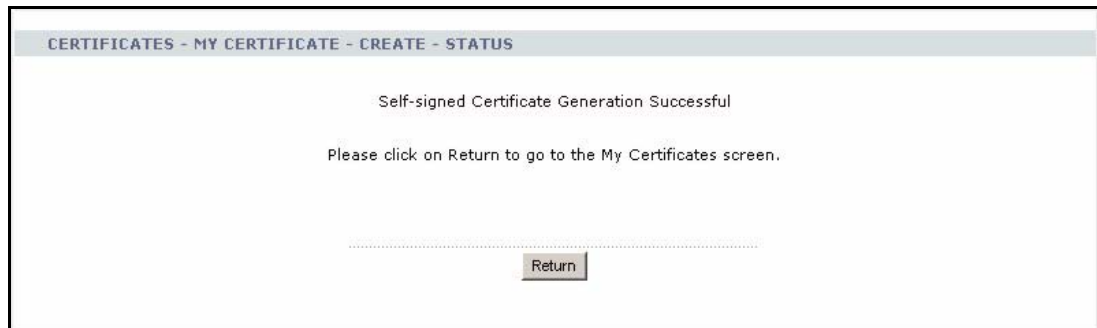 CERTIFICATES - MY CERTIFICATE - CREATE - STATUS
Self-signed Certificate Generation Successful
Please click on Return to go to the My Certificates screen.
Return